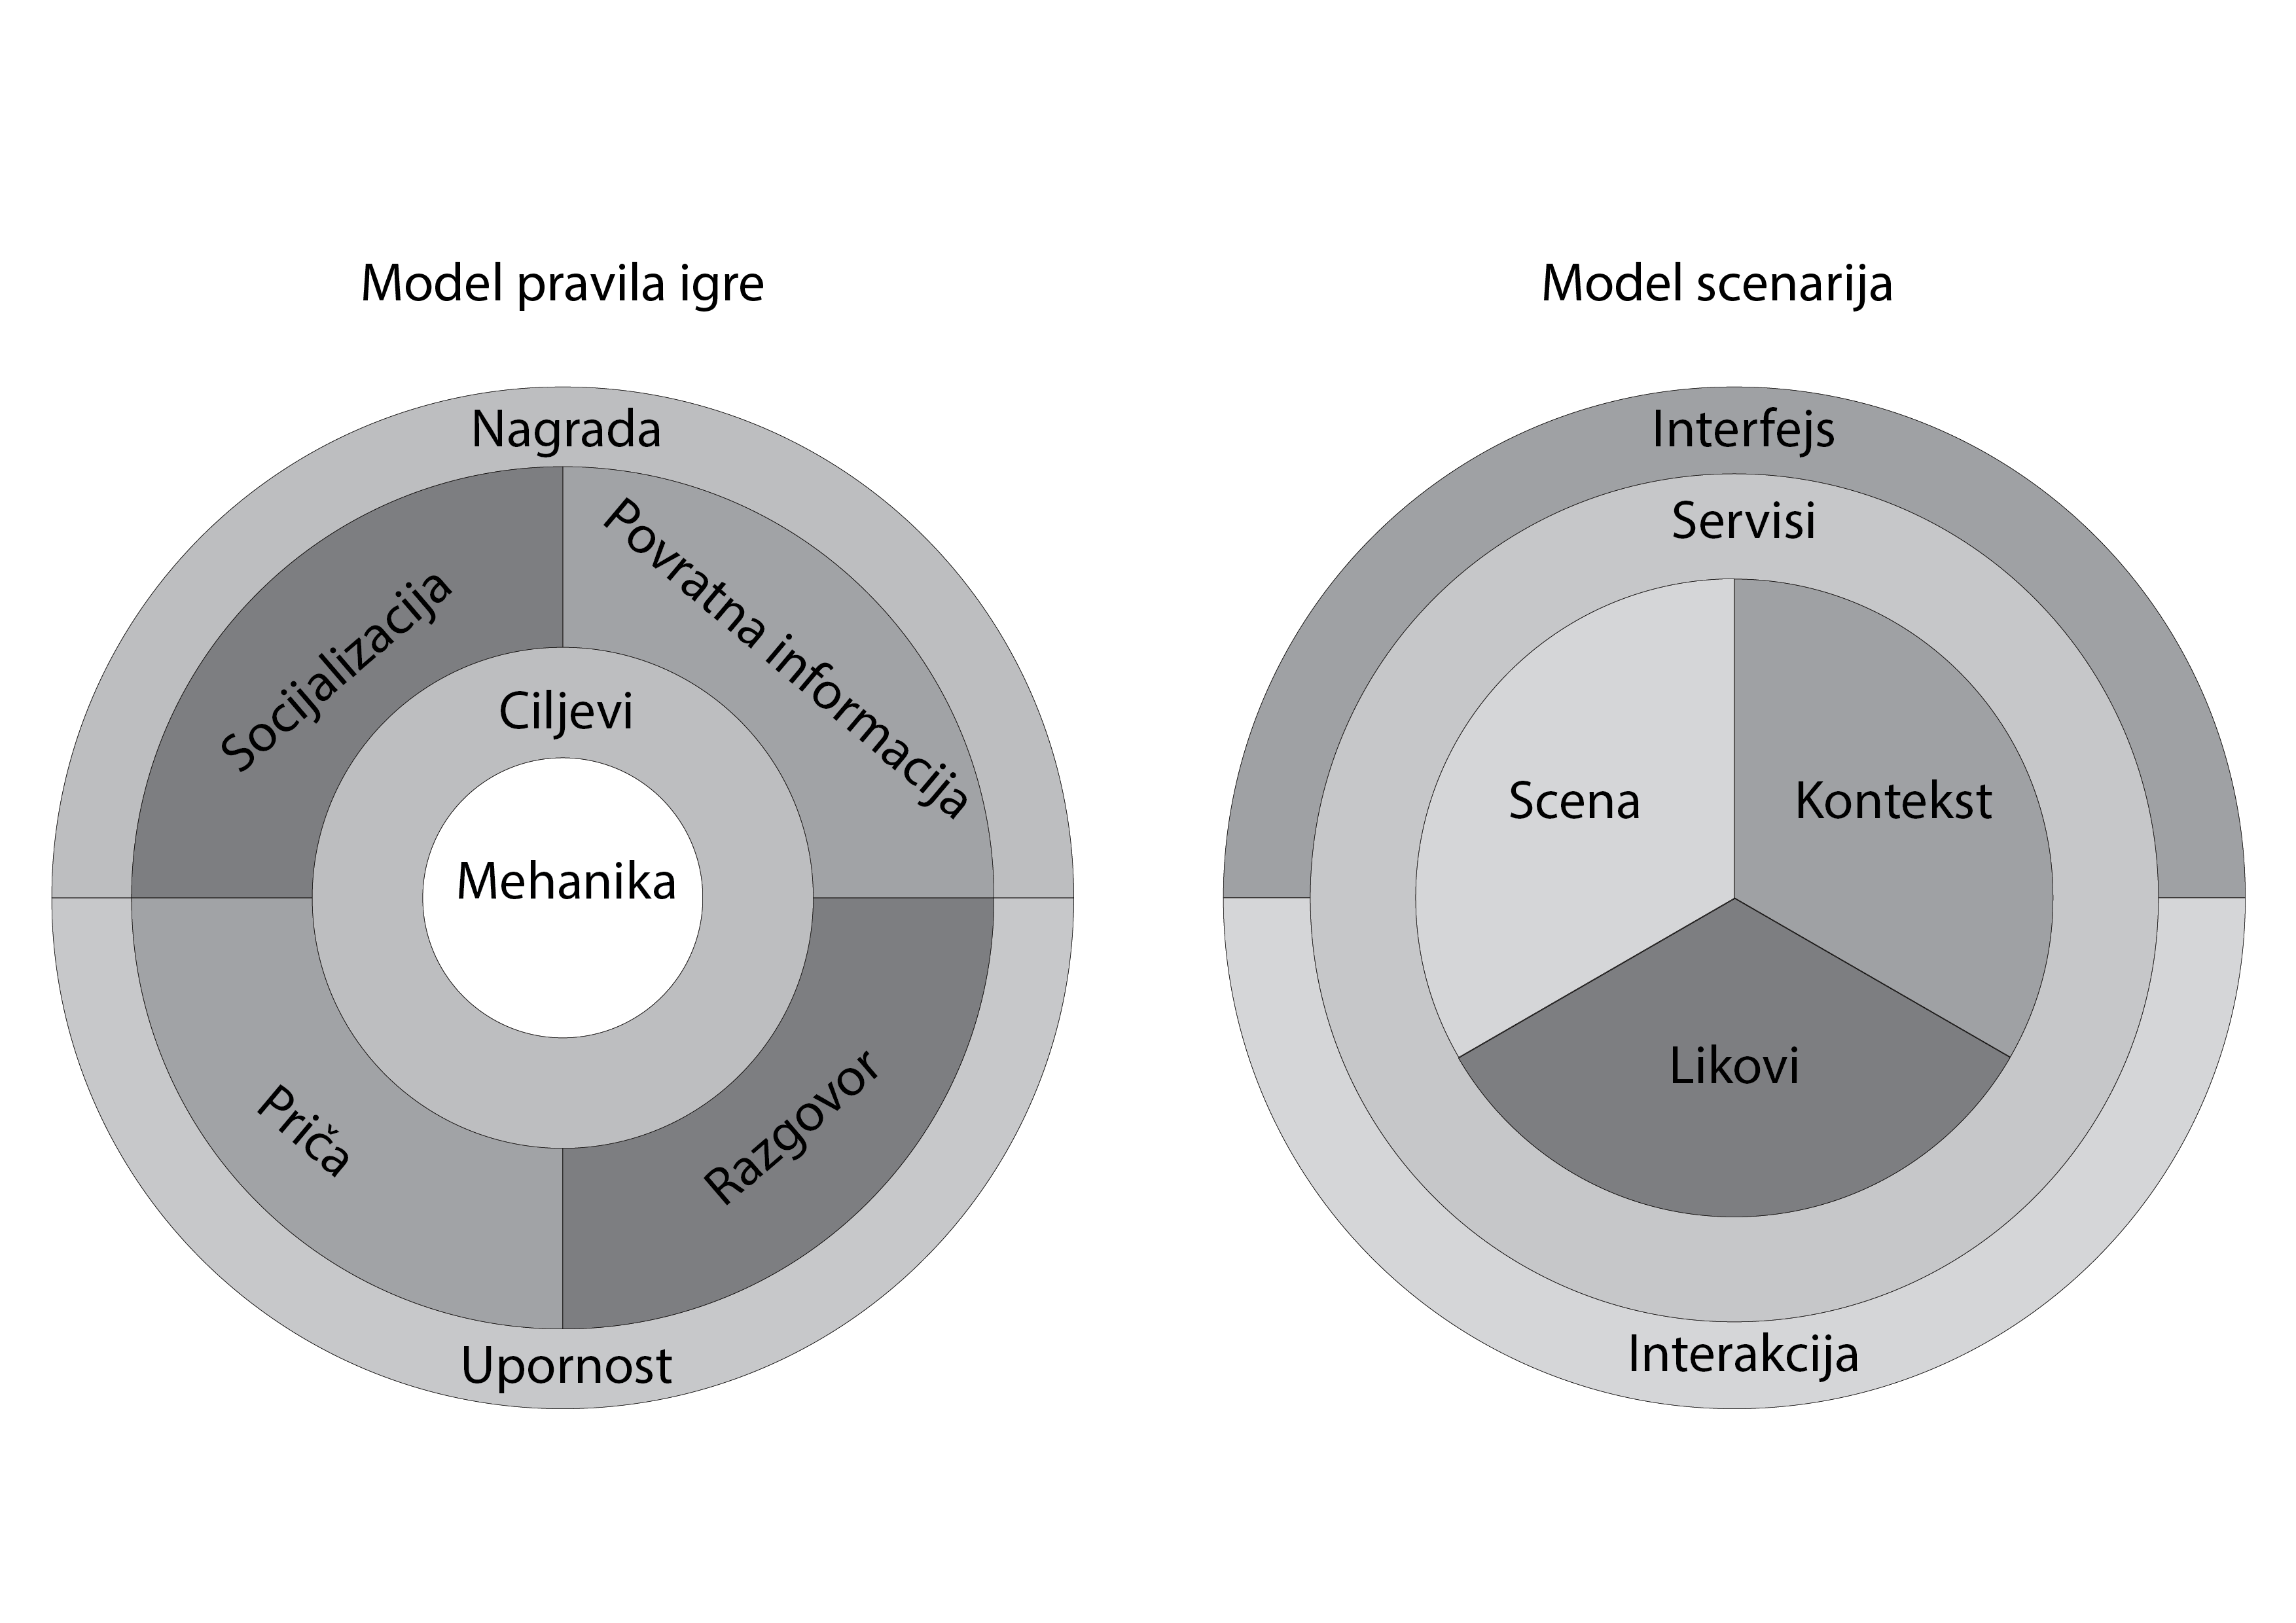 Model pravila igre
Nagrada
Socijalizacija
Povratna informacija
Ciljevi
Mehanika
Priča
Razgovor
Upornost
Model scenarija
Interfejs
Servisi
Scena
Kontekst
Likovi
Interakcija